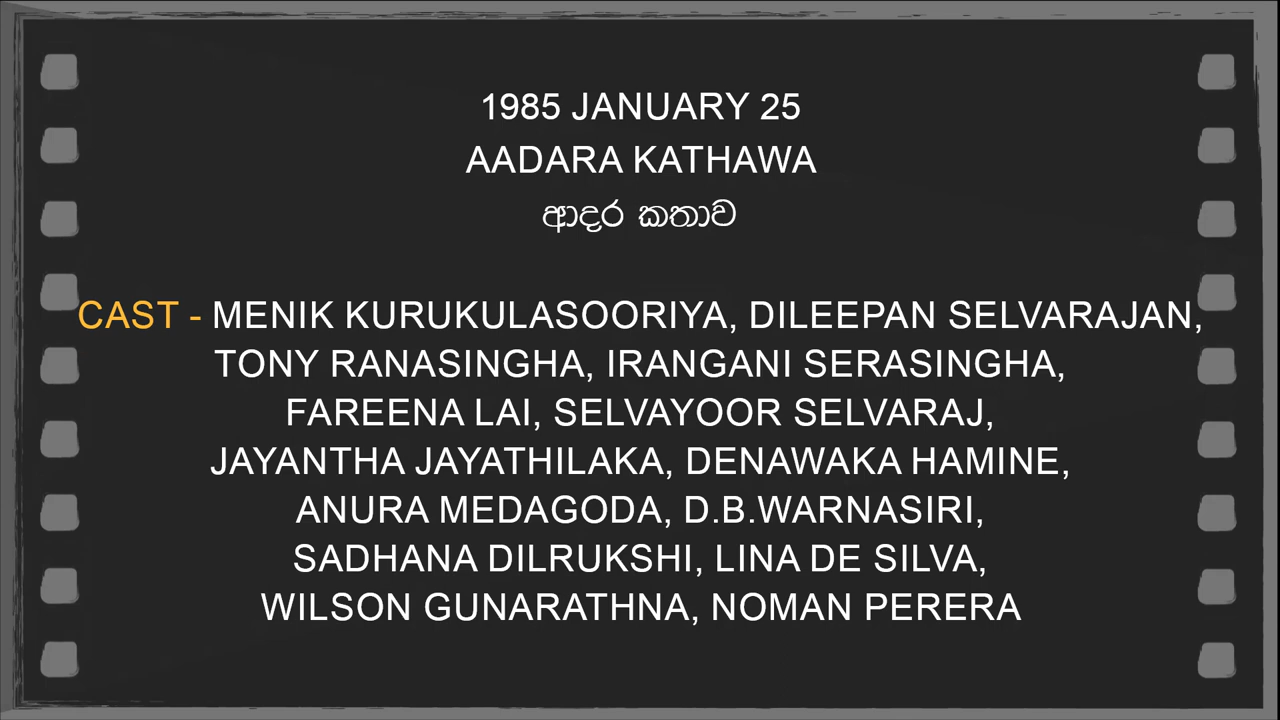 1985 JANUARY 25
AADARA KATHAWA
ආදර කතාව
CAST - MENIK KURUKULASOORIYA, DILEEPAN SELVARAJAN,
TONY RANASINGHA, IRANGANI SERASINGHA,
FAREENA LAI, SELVAYOOR SELVARAJ,
JAYANTHA JAYATHILAKA, DENAWAKA HAMINE,
ANURA MEDAGODA, D.B.WARNASIRI,
SADHANA DILRUKSHI, LINA DE SILVA,
WILSON GUNARATHNA, NOMAN PERERA